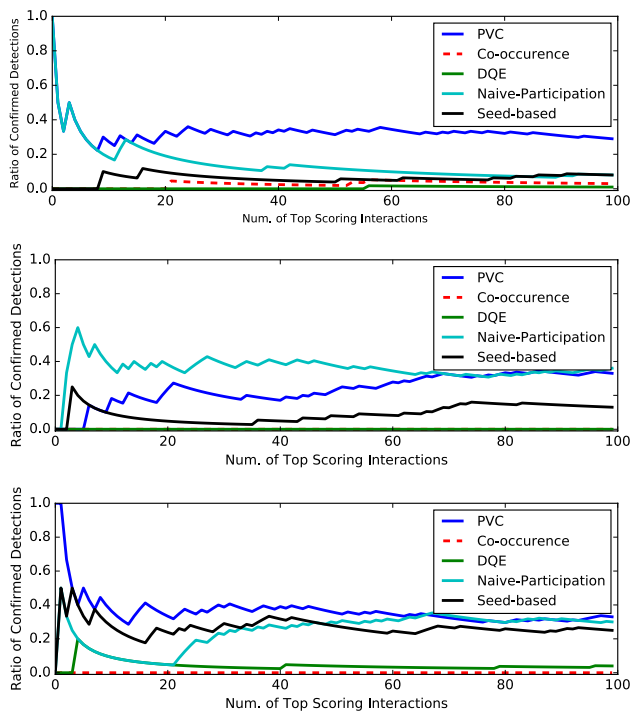 Ratio of Confirmed Detections
1.0
0.8
0.6
0.4
0.2
0.0
PVC
Co-occurence
DQE
Naive-Participation
Seed-based
0 20 40 60 80 100
Num. of Top Scoring Interactions
Ratio of Confirmed Detections
1.0
0.8
0.6
0.4
0.2
0.0
PVC
Co-occurence
DQE
Naive-Participation
Seed-based
0 20 40 60 80 100
Num. of Top Scoring Interactions
Ratio of Confirmed Detections
1.0
0.8
0.6
0.4
0.2
0.0
PVC
Co-occurence
DQE
Naive-Participation
Seed-based
0 20 40 60 80 100
Num. of Top Scoring Interactions